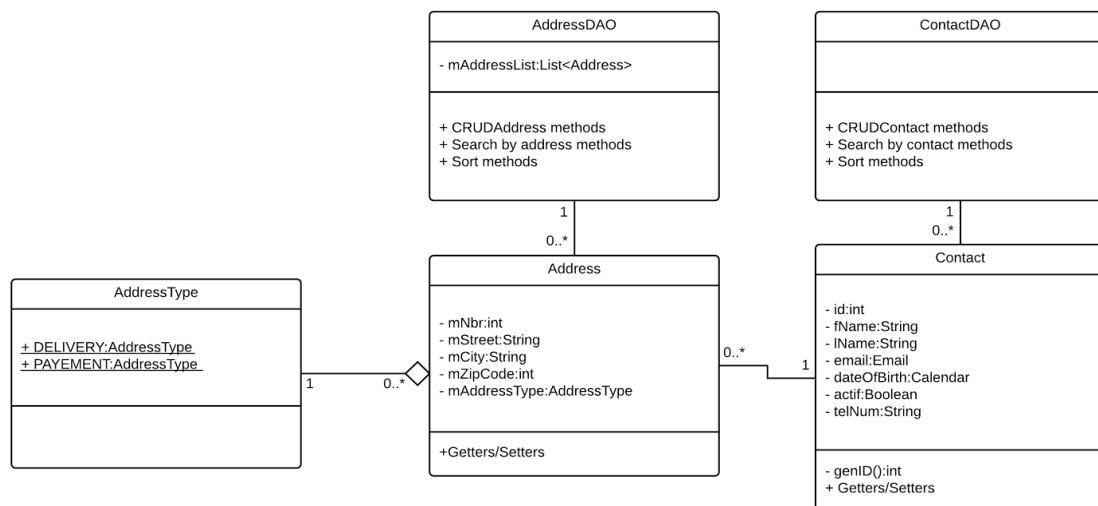 AddressDAO
- mAddressList:List<Address>
+ CRUDAddress methods
+ Search by address methods
+ Sort methods
ContactDAO
+ CRUDContact methods
+ Search by contact methods
+ Sort methods
1
0..*
1
0..*
AddressType
+ DELIVERY:AddressType
+ PAYEMENT:AddressType
1
0..*
Address
- mNbr:int
- mStreet:String
- mCity:String
- mZipCode:int
- mAddressType:AddressType
+Getters/Setters
0..*
1
Contact
- id:int
- fName:String
- lName:String
- email:Email
- dateOfBirth:Calendar
- actif:Boolean
- telNum:String
- genID():int
+ Getters/Setters